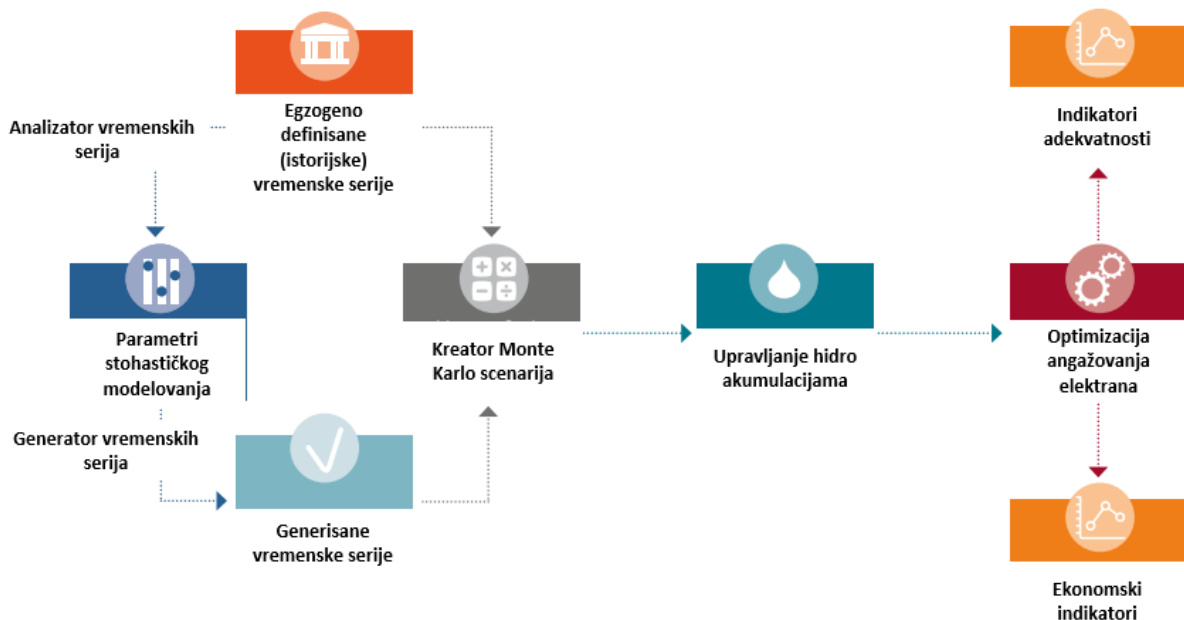 Analizator vremenskih
serija
Egzogeno
definisane
(istorijske)
vremenske serije
Indikatori
adekvatnosti
Parametri
stohastičkog
modelovanja
Kreator Monte
Karlo scenarija
Upravljanje hidro
akumulacijama
Optimizacija
angažovanja
elektrana
Generator vremenskih
serija
Generisane
vremenske serije
Ekonomski
indikatori